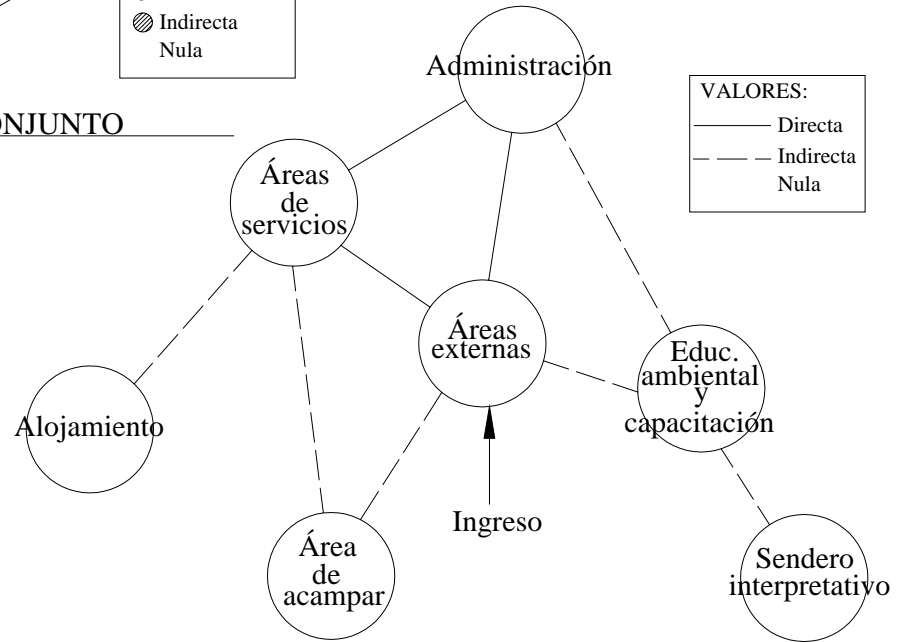 Indirecta
Nula
Administración
VALORES:
Directa
Indirecta
Nula
ONJUNTO
Áreas
de
servicios
Áreas
externas
Educ.
ambiental
y
capacitación
Alojamiento
Ingreso
Área
de
acampar
Sendero
interpretativo